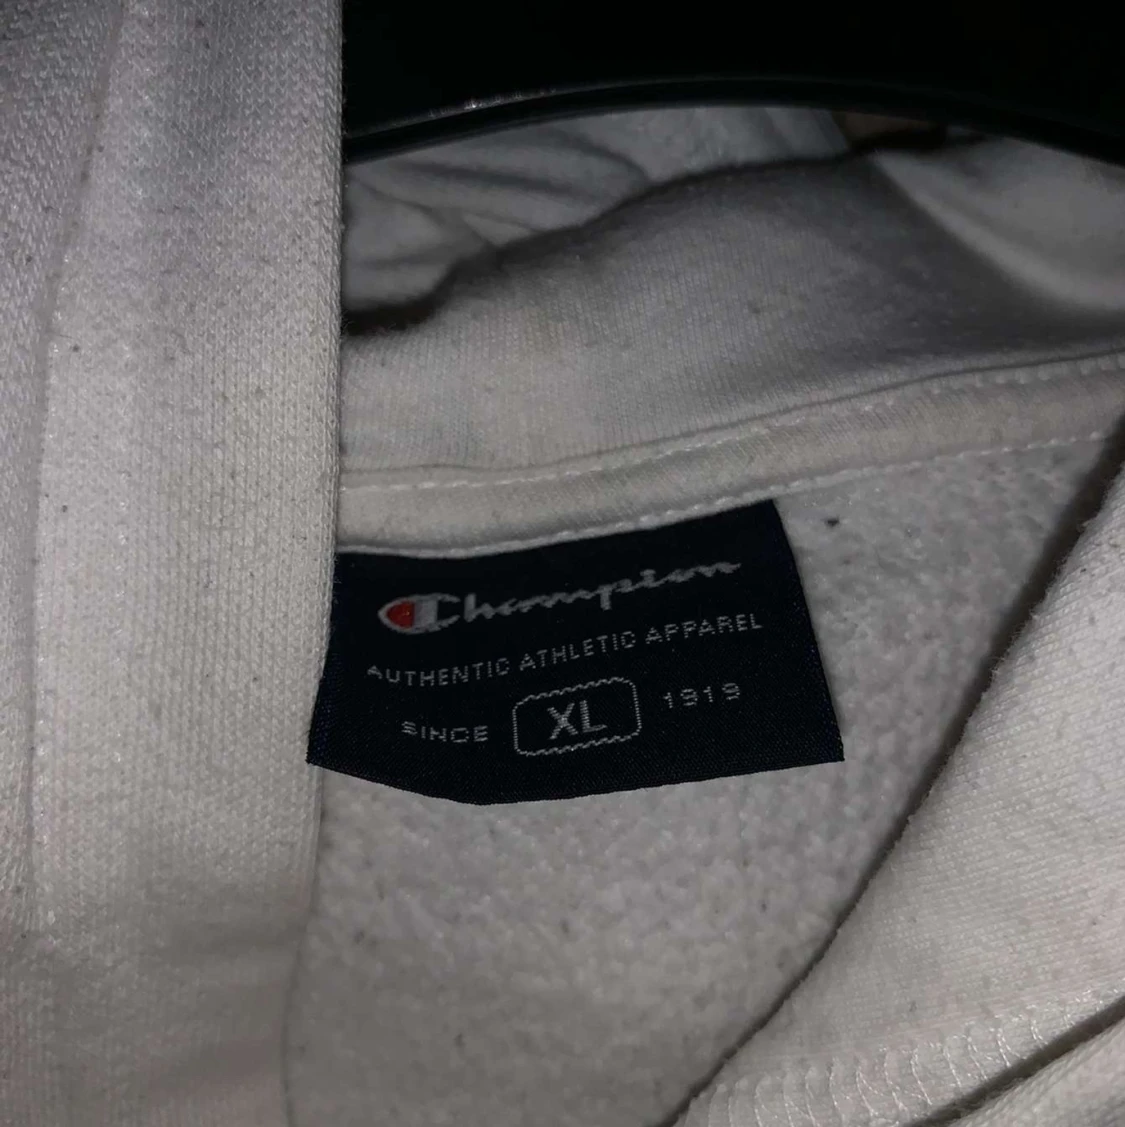 Champion
AUTHENTIC ATHLETIC APPAREL
SINCE XL 1919